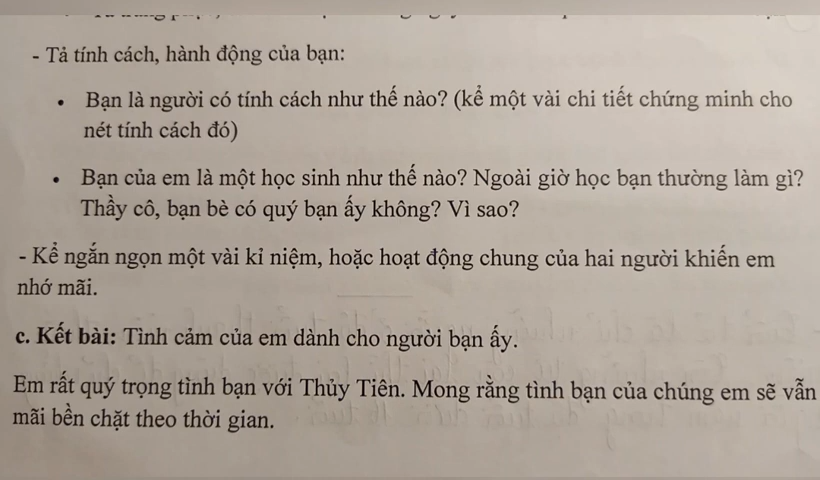 - Tả tính cách, hành động của bạn:
• Bạn là người có tính cách như thế nào? (kể một vài chi tiết chứng minh cho
nét tính cách đó)
• Bạn của em là một học sinh như thế nào? Ngoài giờ học bạn thường làm gì?
Thầy cô, bạn bè có quý bạn ấy không? Vì sao?
- Kể ngắn ngọn một vài kỉ niệm, hoặc hoạt động chung của hai người khiến em
nhớ mãi.
c. Kết bài: Tình cảm của em dành cho người bạn ấy.
Em rất quý trọng tình bạn với Thủy Tiên. Mong rằng tình bạn của chúng em sẽ vẫn
mãi bền chặt theo thời gian.